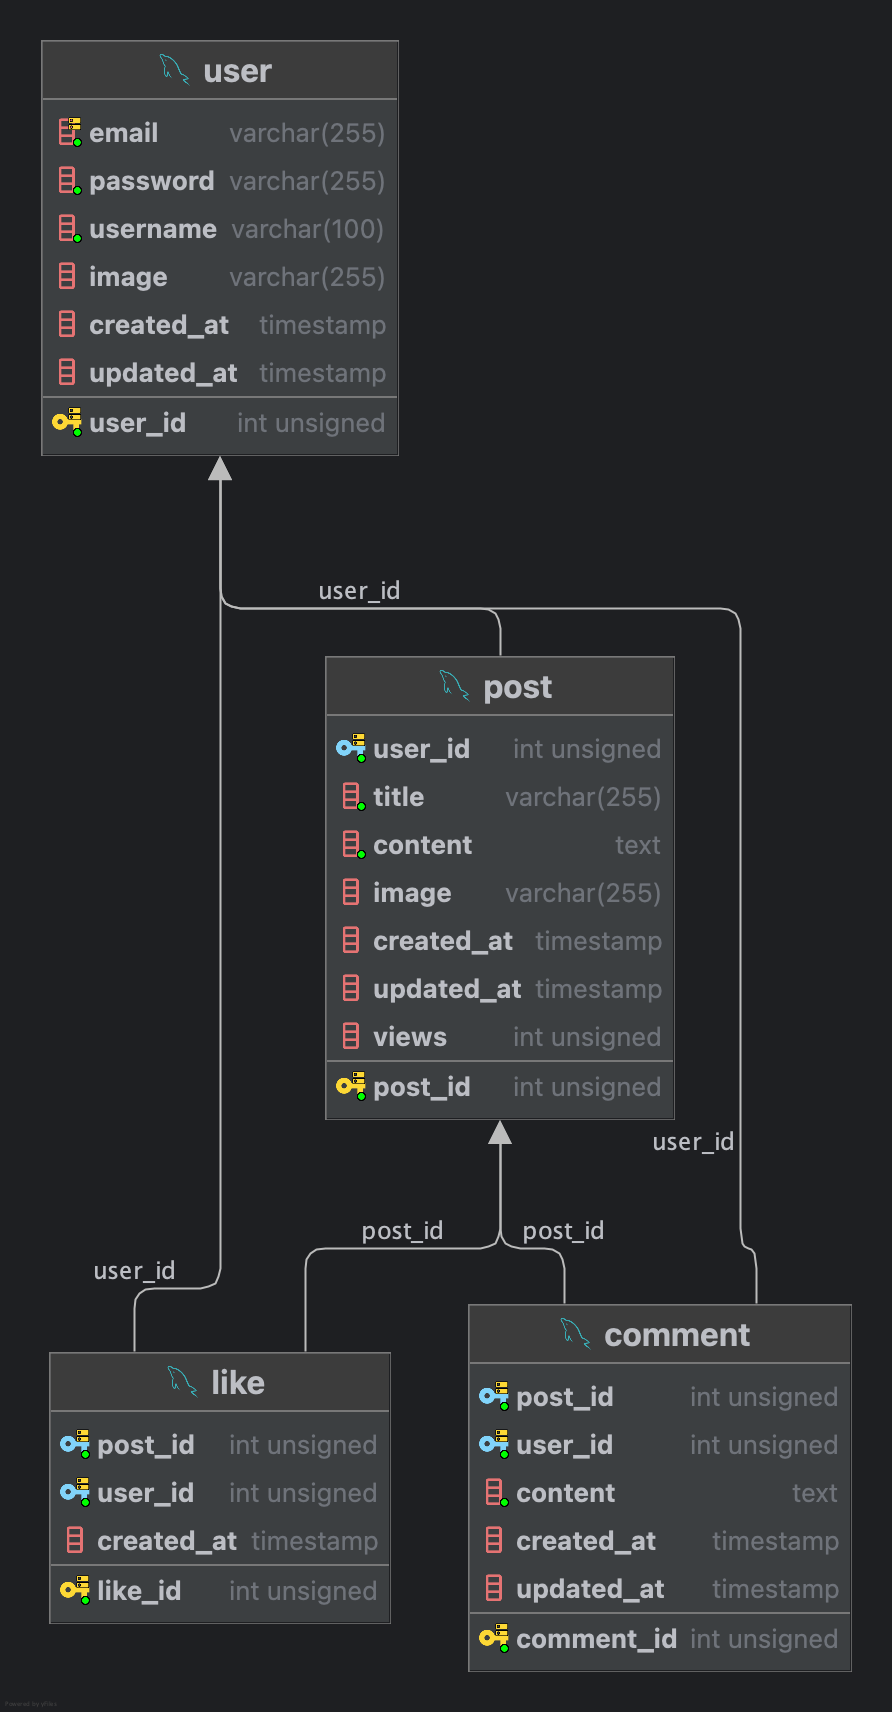 user
email varchar(255)
password varchar(255)
username varchar(100)
image varchar(255)
created_at timestamp
updated_at timestamp
user_id int unsigned
user_id
post
user_id int unsigned
title varchar(255)
content text
image varchar(255)
created_at timestamp
updated_at timestamp
views int unsigned
post_id int unsigned
user_id
post_id
post_id
user_id
like
post_id int unsigned
user_id int unsigned
created_at timestamp
like_id int unsigned
comment
post_id int unsigned
user_id int unsigned
content text
created_at timestamp
updated_at timestamp
comment_id int unsigned
Powered by yFiles